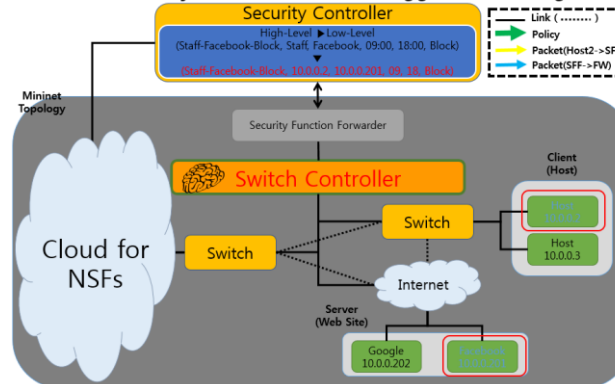 Security Controller
High-Level ▶Low-Level
(Staff-Facebook-Block, Staff, Facebook, 09:00, 18:00, Block)
(Staff-Facebook-Block, 10.0.0.2, 10.0.0.201, 09, 18, Block)
Link ( )
Policy
Packet(Host2->SF
Packet(SFF->FW)
Mininet
Topology
Security Function Forwarder
Switch Controller
Client
(Host)
Switch
Host
10.0.0.3
Cloud for
NSFs
Switch
Internet
Server
(Web Site)
Google
10.0.0.202